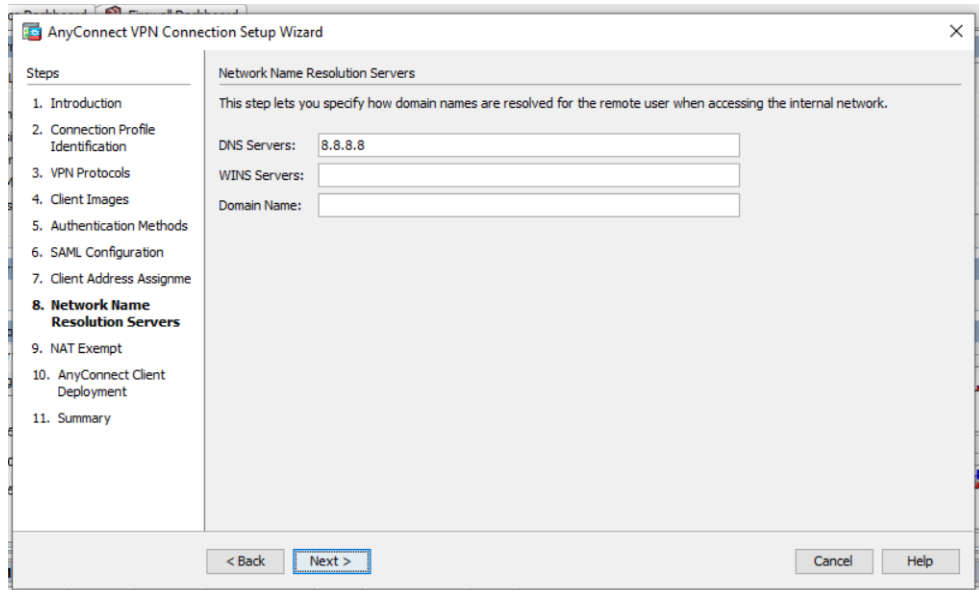 Firewall Dashboard
AnyConnect VPN Connection Setup Wizard
Steps
1. Introduction
2. Connection Profile
Identification
3. VPN Protocols
4. Client Images
5. Authentication Methods
6. SAML Configuration
7. Client Address Assignme
8. Network Name
Resolution Servers
9. NAT Exempt
10. AnyConnect Client
Deployment
11. Summary
Network Name Resolution Servers
This step lets you specify how domain names are resolved for the remote user when accessing the internal network.
DNS Servers: 8.8.8.8
WINS Servers:
Domain Name:
< Back Next > Cancel Help